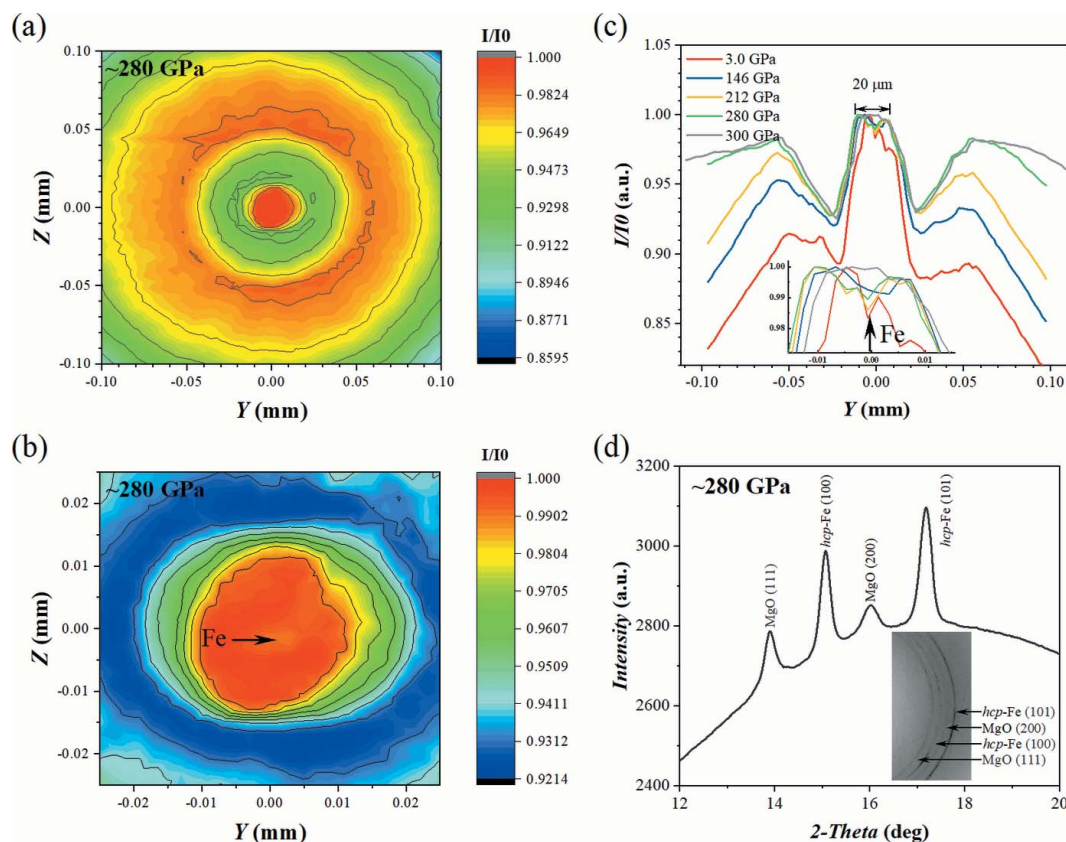 (a)
~280 GPa
0.10
0.05
0.00
-0.05
-0.10
Z (mm)
-0.10 -0.05 0.00 0.05 0.10
Y (mm)
I/I0
1.000
0.9824
0.9649
0.9473
0.9298
0.9122
0.8946
0.8771
0.8595
(c)
1.05
1.00
0.95
0.90
0.85
I/I0 (a.u.)
3.0 GPa
146 GPa
212 GPa
280 GPa
300 GPa
20 μm
1.00
0.99
0.98
-0.01 0.00 0.01
Fe
-0.10 -0.05 0.00 0.05 0.10
Y (mm)
(b)
~280 GPa
0.02
0.01
0.00
-0.01
-0.02
Z (mm)
Fe
-0.02 -0.01 0.00 0.01 0.02
Y (mm)
I/I0
1.000
0.9902
0.9804
0.9705
0.9607
0.9509
0.9411
0.9312
0.9214
(d)
~280 GPa
3200
3000
2800
2600
2400
Intensity (a.u.)
MgO (111)
hcp-Fe (100)
MgO (200)
hcp-Fe (101)
hcp-Fe (101)
MgO (200)
hcp-Fe (100)
MgO (111)
12 14 16 18 20
2-Theta (deg)